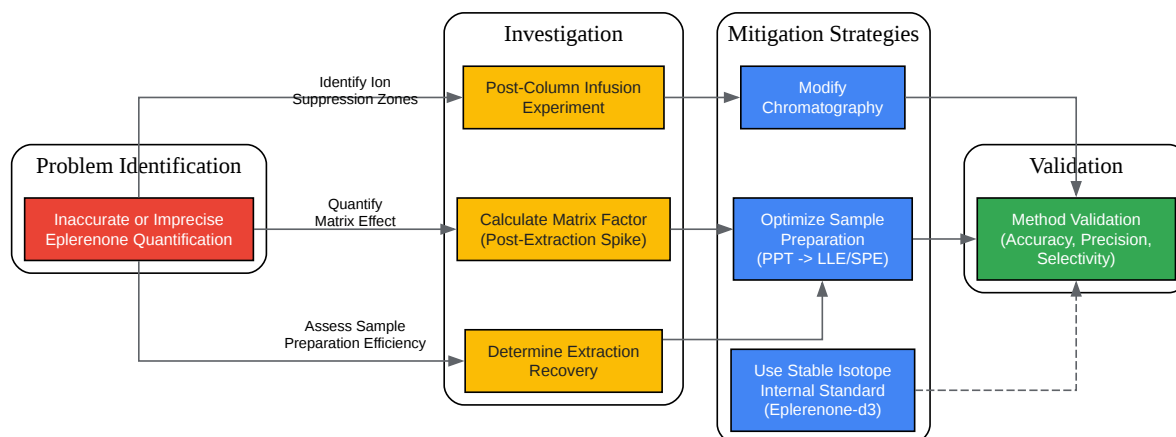 Problem Identification
Inaccurate or Imprecise
Eplerenone Quantification
Identify Ion
Suppression Zones
Quantify
Matrix Effect
Assess Sample
Preparation Efficiency
Investigation
Post-Column Infusion
Experiment
Calculate Matrix Factor
(Post-Extraction Spike)
Determine Extraction
Recovery
Mitigation Strategies
Modify
Chromatography
Optimize Sample
Preparation
(PPT -> LLE/SPE)
Use Stable Isotope
Internal Standard
(Eplerenone-d3)
Validation
Method Validation
(Accuracy, Precision,
Selectivity)